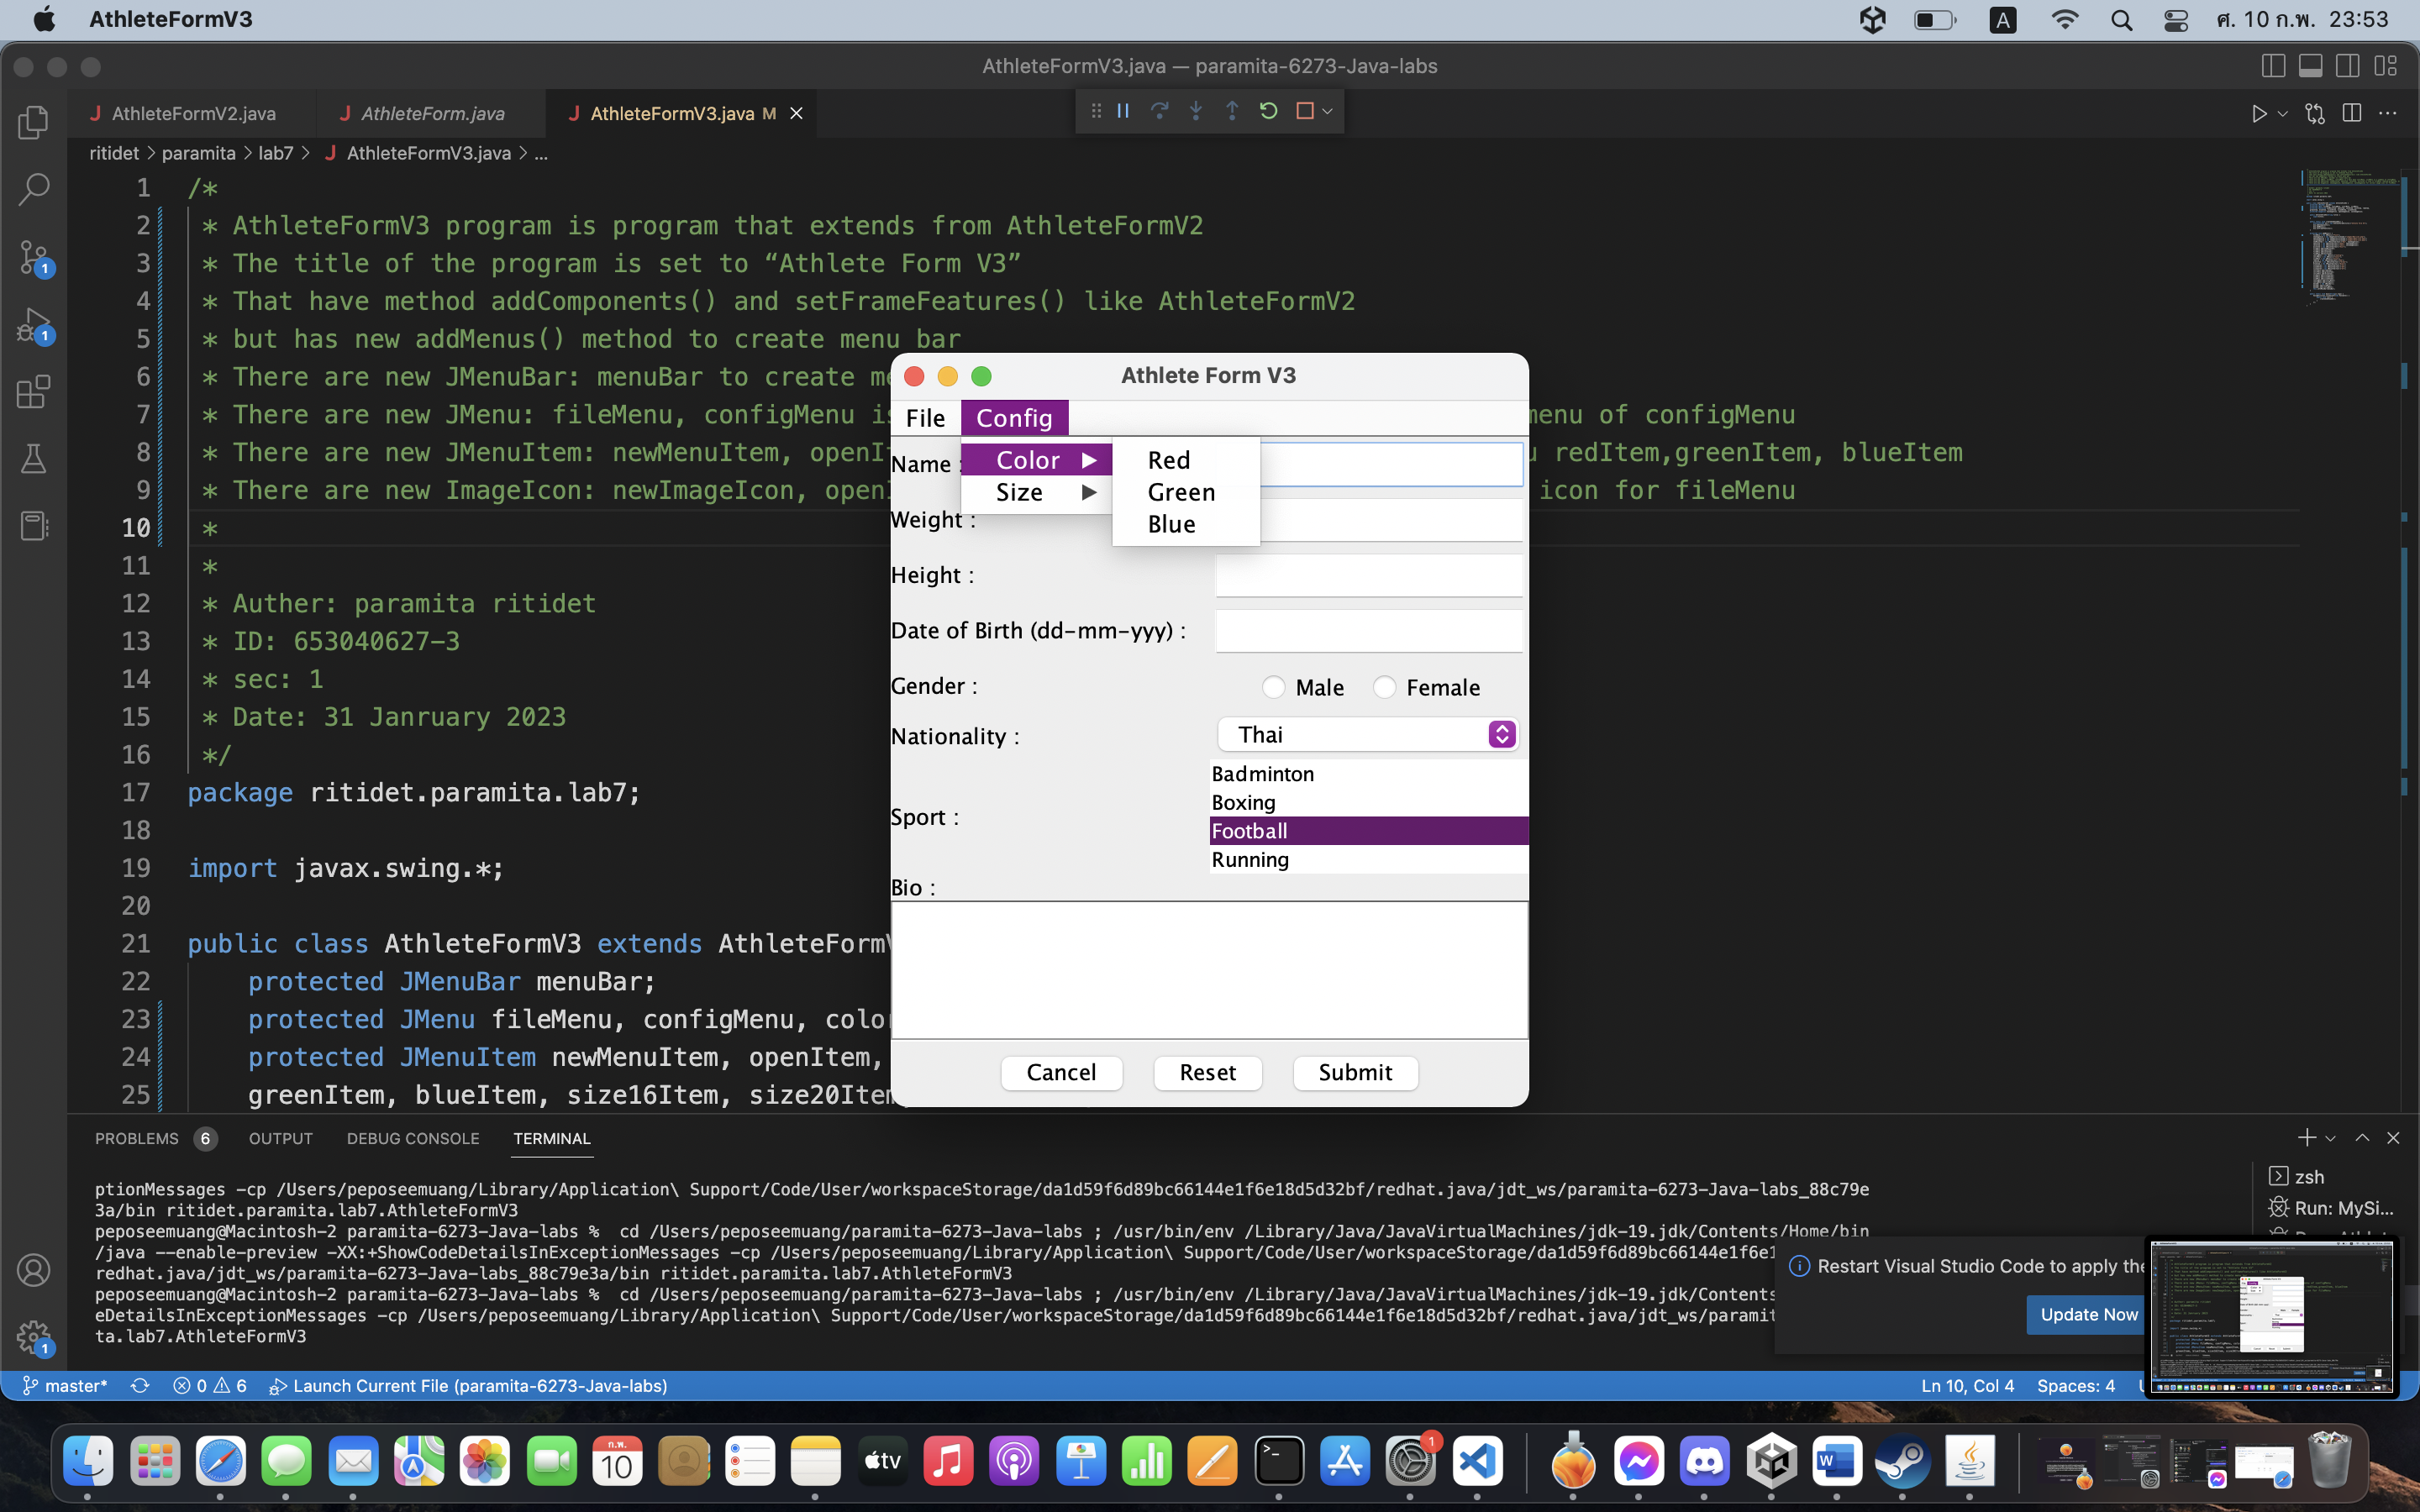 AthleteFormV3
A
ศ. 10 ก.พ. 23:53
AthleteFormV3.java — paramita-6273-Java-labs
J AthleteFormV2.java
J AthleteForm.java
J AthleteFormV3.java M
ritidet > paramita > lab7 > J AthleteFormV3.java > ...
1 /*
2 * AthleteFormV3 program is program that extends from AthleteFormV2
3 * The title of the program is set to “Athlete Form V3”
4 * That have method addComponents() and setFrameFeatures() like AthleteFormV2
5 * but has new addMenus() method to create menu bar
6 * There are new JMenuBar: menuBar to create me
7 * There are new JMenu: fileMenu, configMenu is menu of configMenu
8 * There are new JMenuItem: newMenuItem, openI redItem,greenItem, blueItem
9 * There are new ImageIcon: newImageIcon, open icon for fileMenu
10 *
11 *
12 * Auther: paramita ritidet
13 * ID: 653040627-3
14 * sec: 1
15 * Date: 31 Janruary 2023
16 */
17 package ritidet.paramita.lab7;
18
19 import javax.swing.*;
20
21 public class AthleteFormV3 extends AthleteFormV
22 protected JMenuBar menuBar;
23 protected JMenu fileMenu, configMenu, color
24 protected JMenuItem newMenuItem, openItem,
25 greenItem, blueItem, size16Item, size20Item
Athlete Form V3
File Config
Color
Size
Red
Green
Blue
Name :
Weight :
Height :
Date of Birth (dd-mm-yyy) :
Gender : Male Female
Nationality : Thai
Sport :
Badminton
Boxing
Football
Running
Bio :
Cancel Reset Submit
PROBLEMS 6 OUTPUT DEBUG CONSOLE TERMINAL
ptionMessages -cp /Users/peposeemuang/Library/Application\ Support/Code/User/workspaceStorage/da1d59f6d89bc66144e1f6e18d5d32bf/redhat.java/jdt_ws/paramita-6273-Java-labs_88c79e
3a/bin ritidet.paramita.lab7.AthleteFormV3
peposeemuang@Macintosh-2 paramita-6273-Java-labs % cd /Users/peposeemuang/paramita-6273-Java-labs ; /usr/bin/env /Library/Java/JavaVirtualMachines/jdk-19.jdk/Contents/Home/bin
/java --enable-preview -XX:+ShowCodeDetailsInExceptionMessages -cp /Users/peposeemuang/Library/Application\ Support/Code/User/workspaceStorage/da1d59f6d89bc66144e1f6e1
redhat.java/jdt_ws/paramita-6273-Java-labs_88c79e3a/bin ritidet.paramita.lab7.AthleteFormV3
peposeemuang@Macintosh-2 paramita-6273-Java-labs % cd /Users/peposeemuang/paramita-6273-Java-labs ; /usr/bin/env /Library/Java/JavaVirtualMachines/jdk-19.jdk/Contents
eDetailsInExceptionMessages -cp /Users/peposeemuang/Library/Application\ Support/Code/User/workspaceStorage/da1d59f6d89bc66144e1f6e18d5d32bf/redhat.java/jdt_ws/paramit
ta.lab7.AthleteFormV3
zsh
Run: MySi...
Restart Visual Studio Code to apply the
Update Now
1
1
1
master* 0 6 Launch Current File (paramita-6273-Java-labs)
Ln 10, Col 4 Spaces: 4
ก.พ.
10
tv
1
W